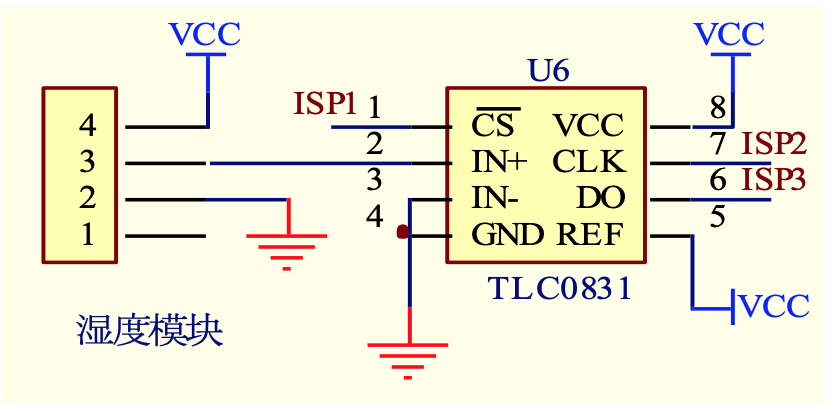 VCC
4
3
2
1
湿度模块
U6
ISP1 1 CS VCC 8 VCC
2 IN+ CLK 7 ISP2
3 IN- DO 6 ISP3
4 GND REF 5
TLC0831
VCC